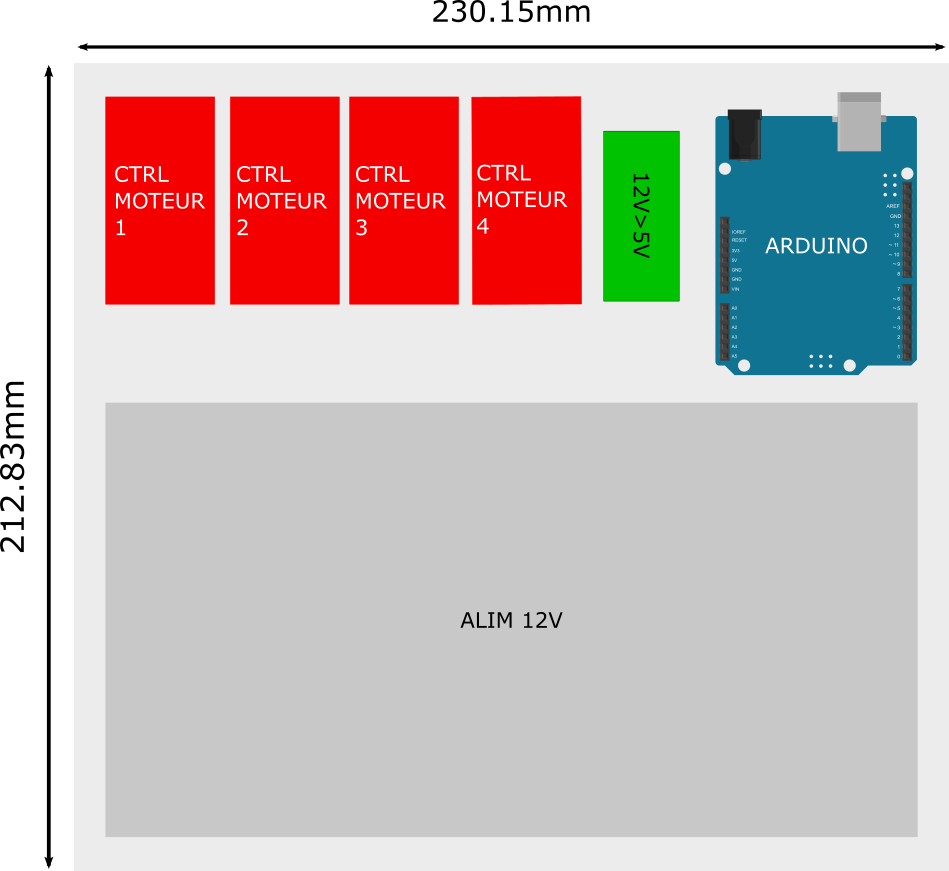 230.15mm
212.83mm
CTRL
MOTEUR
1
CTRL
MOTEUR
2
CTRL
MOTEUR
3
CTRL
MOTEUR
4
12V>5V
ARDUINO
IOREF
RESET
3V3
5V
GND
GND
VIN
A0
A1
A2
A3
A4
A5
AREF
GND
13
12
~ 11
~ 10
~ 9
8
7
~ 6
~ 5
4
~ 3
2
1
0
ALIM 12V